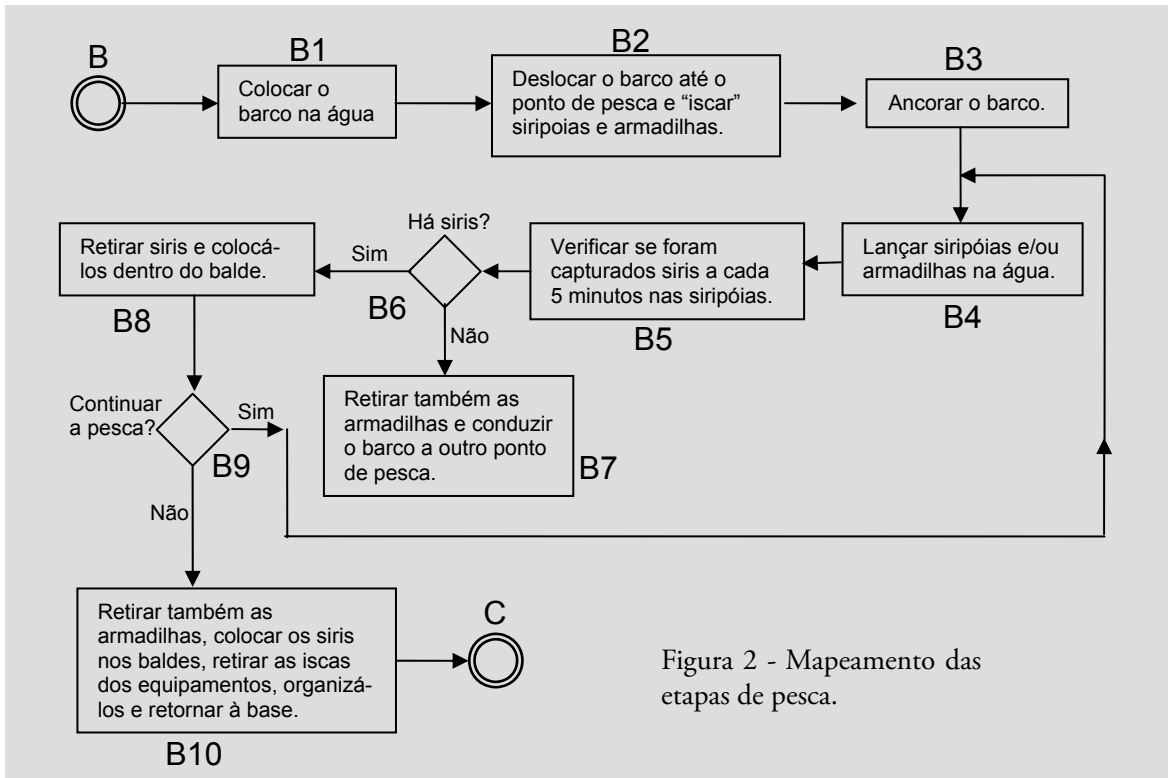 B
B1
Colocar o
barco na água
B2
Deslocar o barco até o
ponto de pesca e “iscar”
siripoias e armadilhas.
B3
Ancorar o barco.
Lançar siripóias e/ou
armadilhas na água.
B4
Verificar se foram
capturados siris a cada
5 minutos nas siripóias.
B5
Há siris?
Sim
B6
Não
Retirar também as
armadilhas e conduzir
o barco a outro ponto
de pesca.
B7
Retirar siris e colocá-
los dentro do balde.
B8
Continuar
a pesca?
Sim
B9
Não
Retirar também as
armadilhas, colocar os siris
nos baldes, retirar as iscas
dos equipamentos, organizá-
los e retornar à base.
B10
C
Figura 2 - Mapeamento das
etapas de pesca.